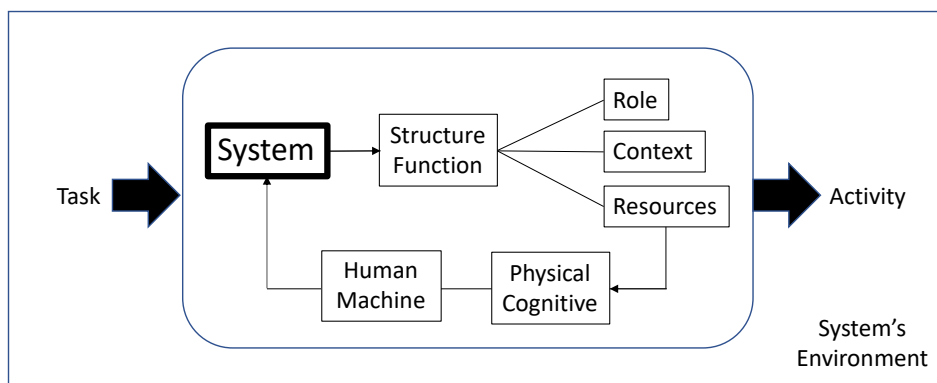 Task
System
Structure
Function
Role
Context
Resources
Human
Machine
Physical
Cognitive
Activity
System’s
Environment